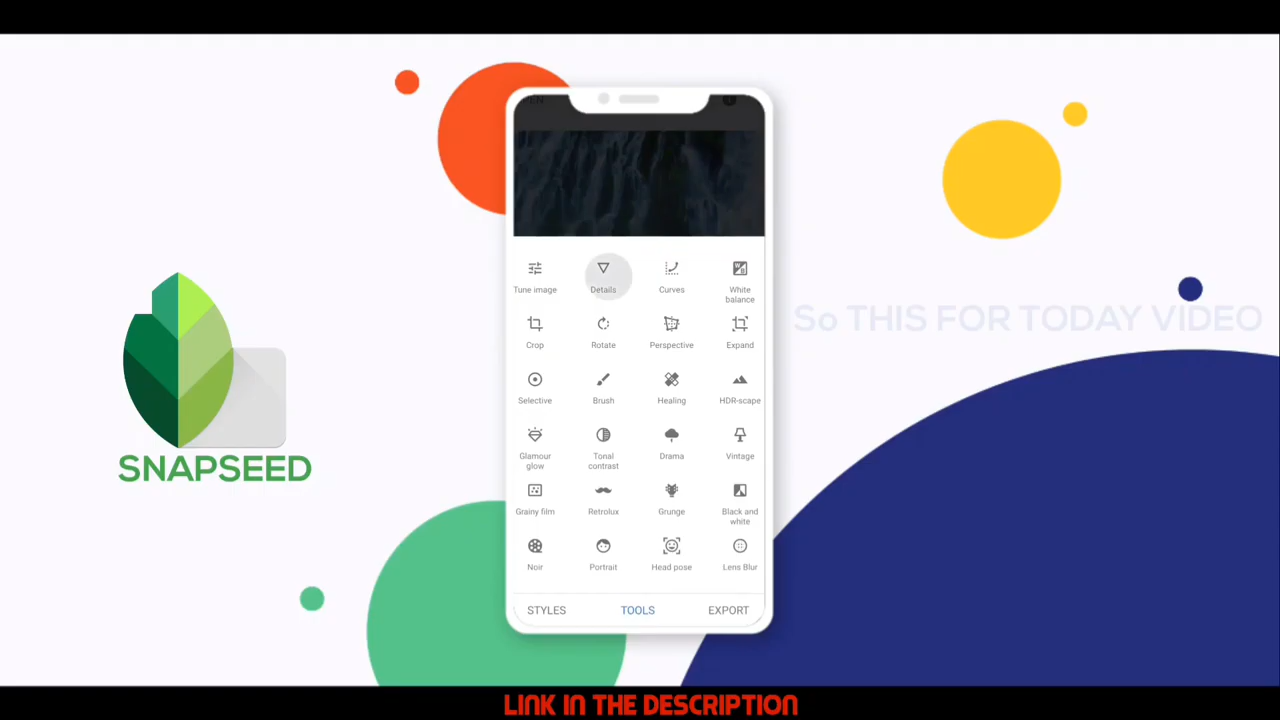 Tune image
Details
Curves
White
balance
Crop
Rotate
Perspective
Expand
Selective
Brush
Healing
HDR-scape
Glamour
glow
Tonal
contrast
Drama
Vintage
Grainy film
Retrolux
Grunge
Black and
white
Noir
Portrait
Head pose
Lens Blur
STYLES
TOOLS
EXPORT
SNAPSEED
So THIS FOR TODAY VIDEO
LINK IN THE DESCRIPTION